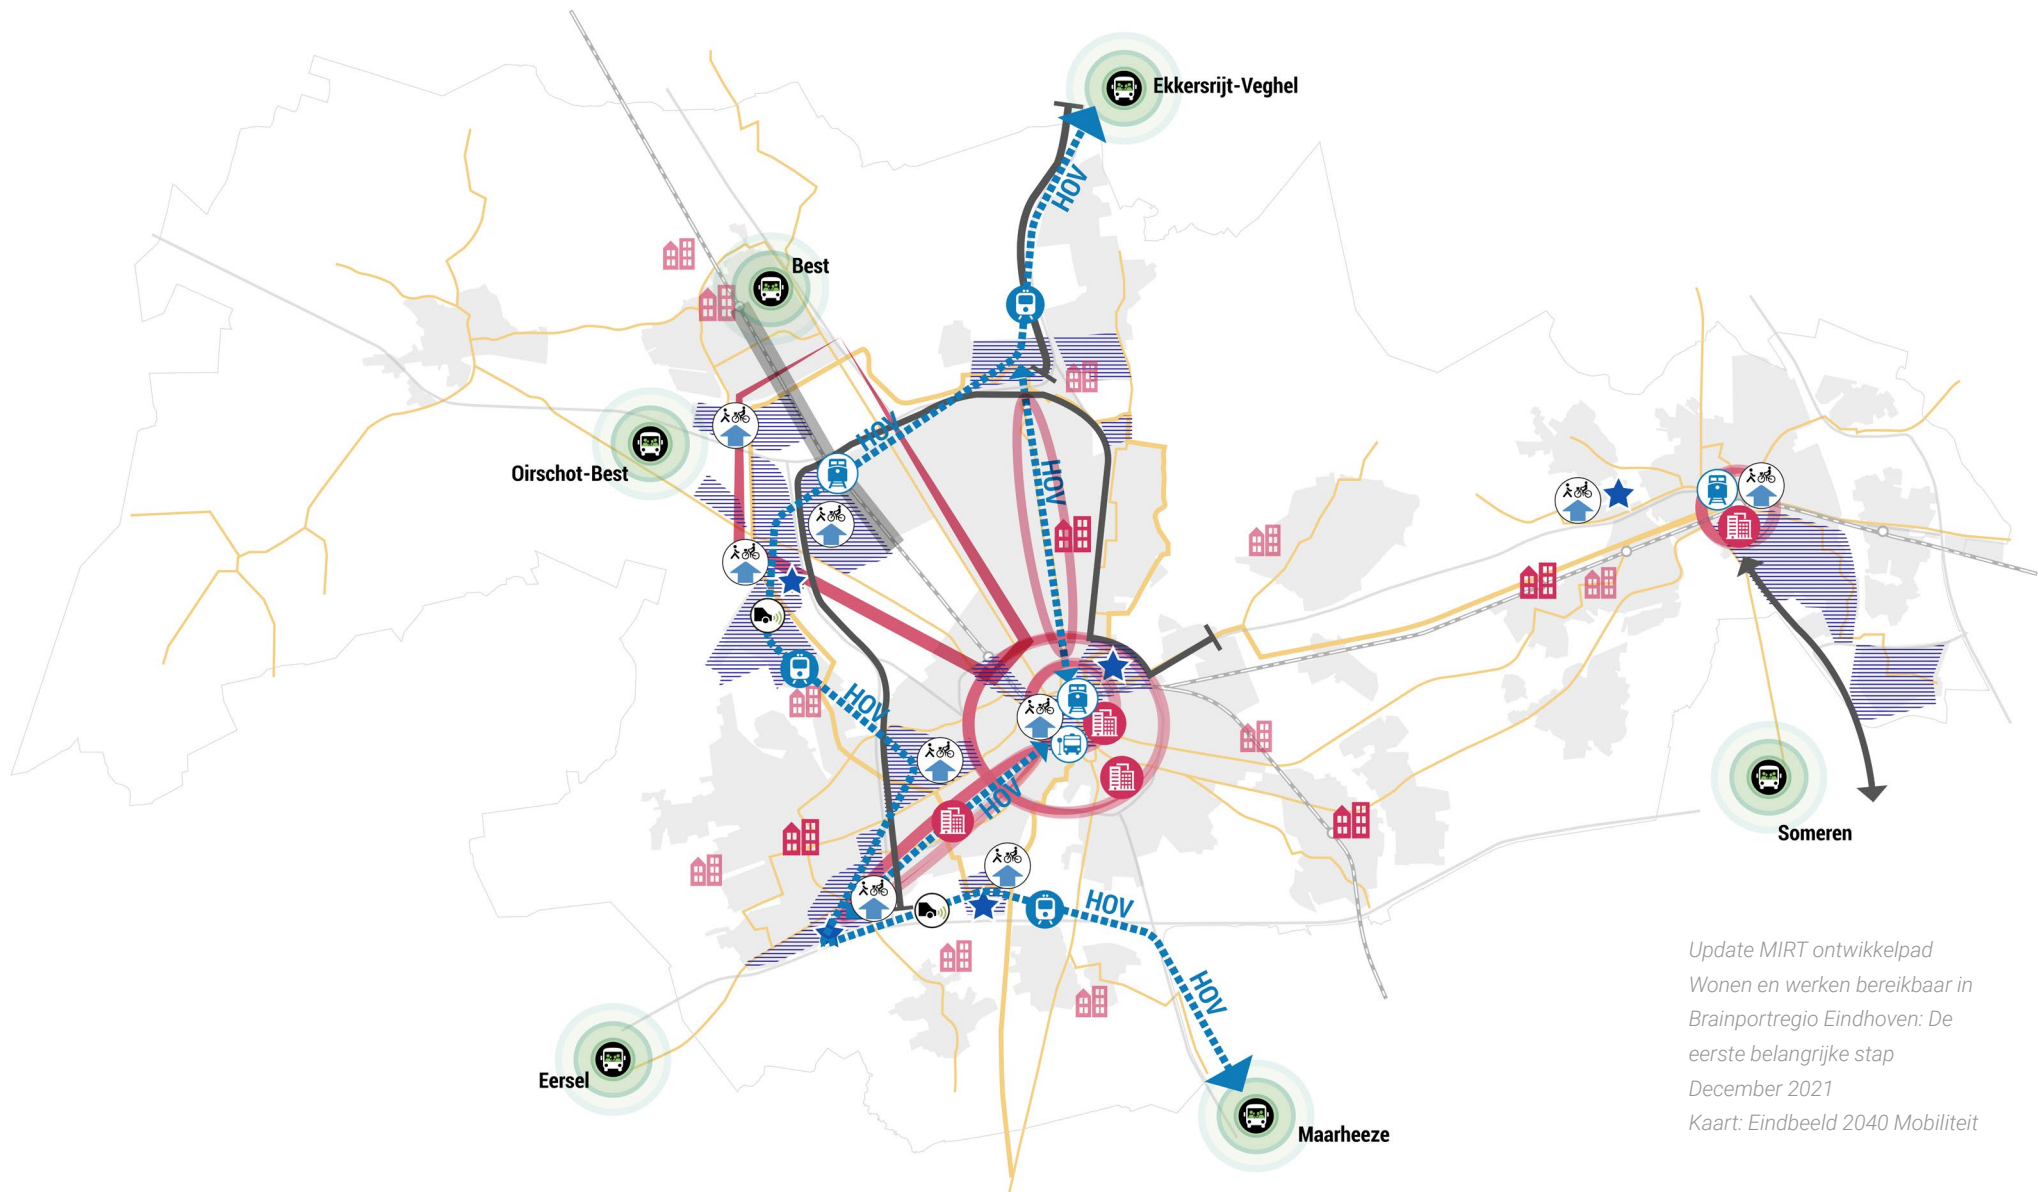 Ekkersrijt-Veghel
HOV
Best
HOV
Oirschot-Best
HOV
HOV
HOV
Someren
HOV
HOV
Eersel
Maarheeze
Update MIRT ontwikkelpad
Wonen en werken bereikbaar in
Brainportregio Eindhoven: De
eerste belangrijke stap
December 2021
Kaart: Eindbeeld 2040 Mobiliteit